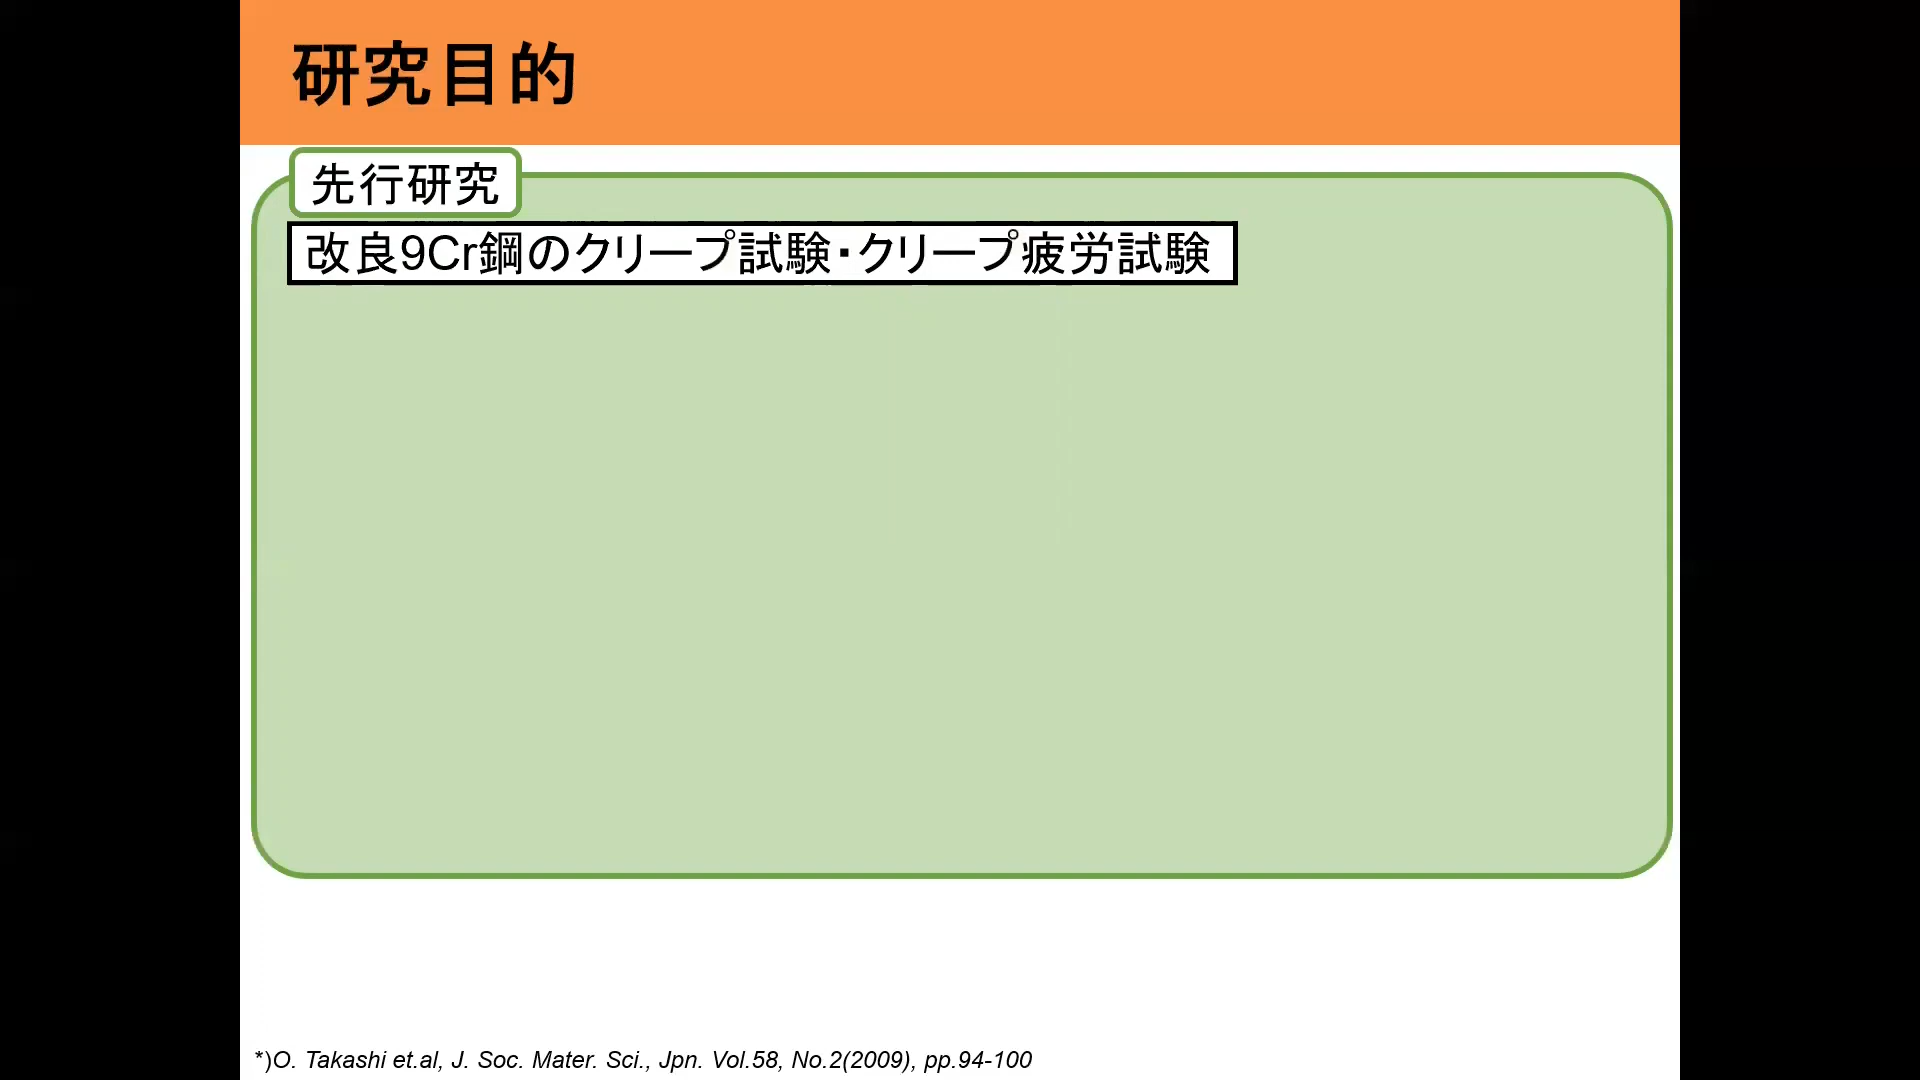 研究目的
先行研究
改良9Cr鋼のクリープ試験・クリープ疲労試験
*)O. Takashi et.al, J. Soc. Mater. Sci., Jpn. Vol.58, No.2(2009), pp.94-100